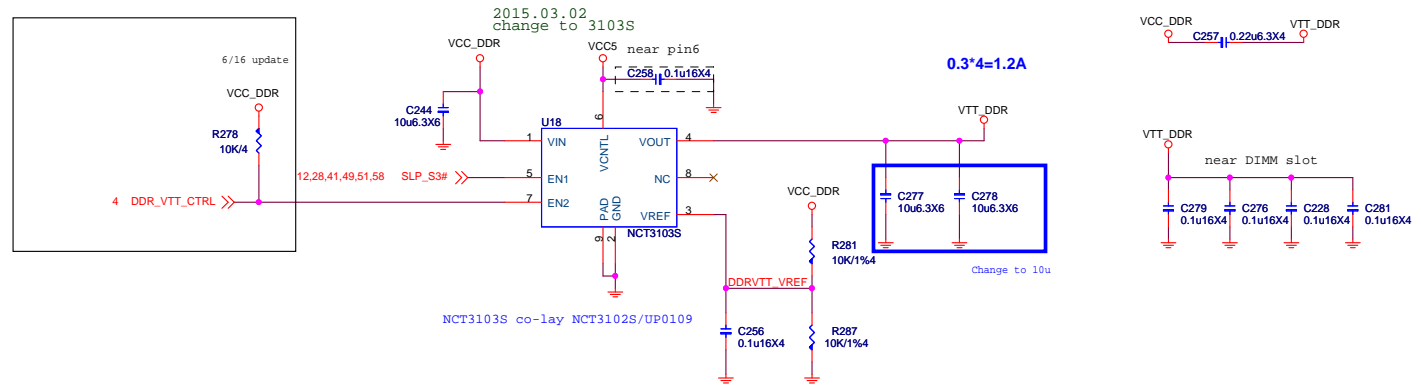 2015.03.02
change to 3103S
6/16 update
VCC_DDR
R278
10K/4
4 DDR_VTT_CTRL
VCC_DDR
C244
10u6.3X6
VCC5
near pin6
C258 0.1u16X4
12,28,41,49,51,58 SLP_S3#
U18
1 VIN
5 EN1
7 EN2
6 VCNTL
VOUT 4
NC 8
VREF 3
PAD GND
9 2
NCT3103S
NCT3103S co-lay NCT3102S/UP0109
VCC_DDR
R281
10K/1%4
DDRVTT_VREF
C256
0.1u16X4
R287
10K/1%4
0.3*4=1.2A
VTT_DDR
C277
10u6.3X6
C278
10u6.3X6
Change to 10u
VCC_DDR
C257 0.22u6.3X4
VTT_DDR
VTT_DDR
near DIMM slot
C279
0.1u16X4
C276
0.1u16X4
C228
0.1u16X4
C281
0.1u16X4